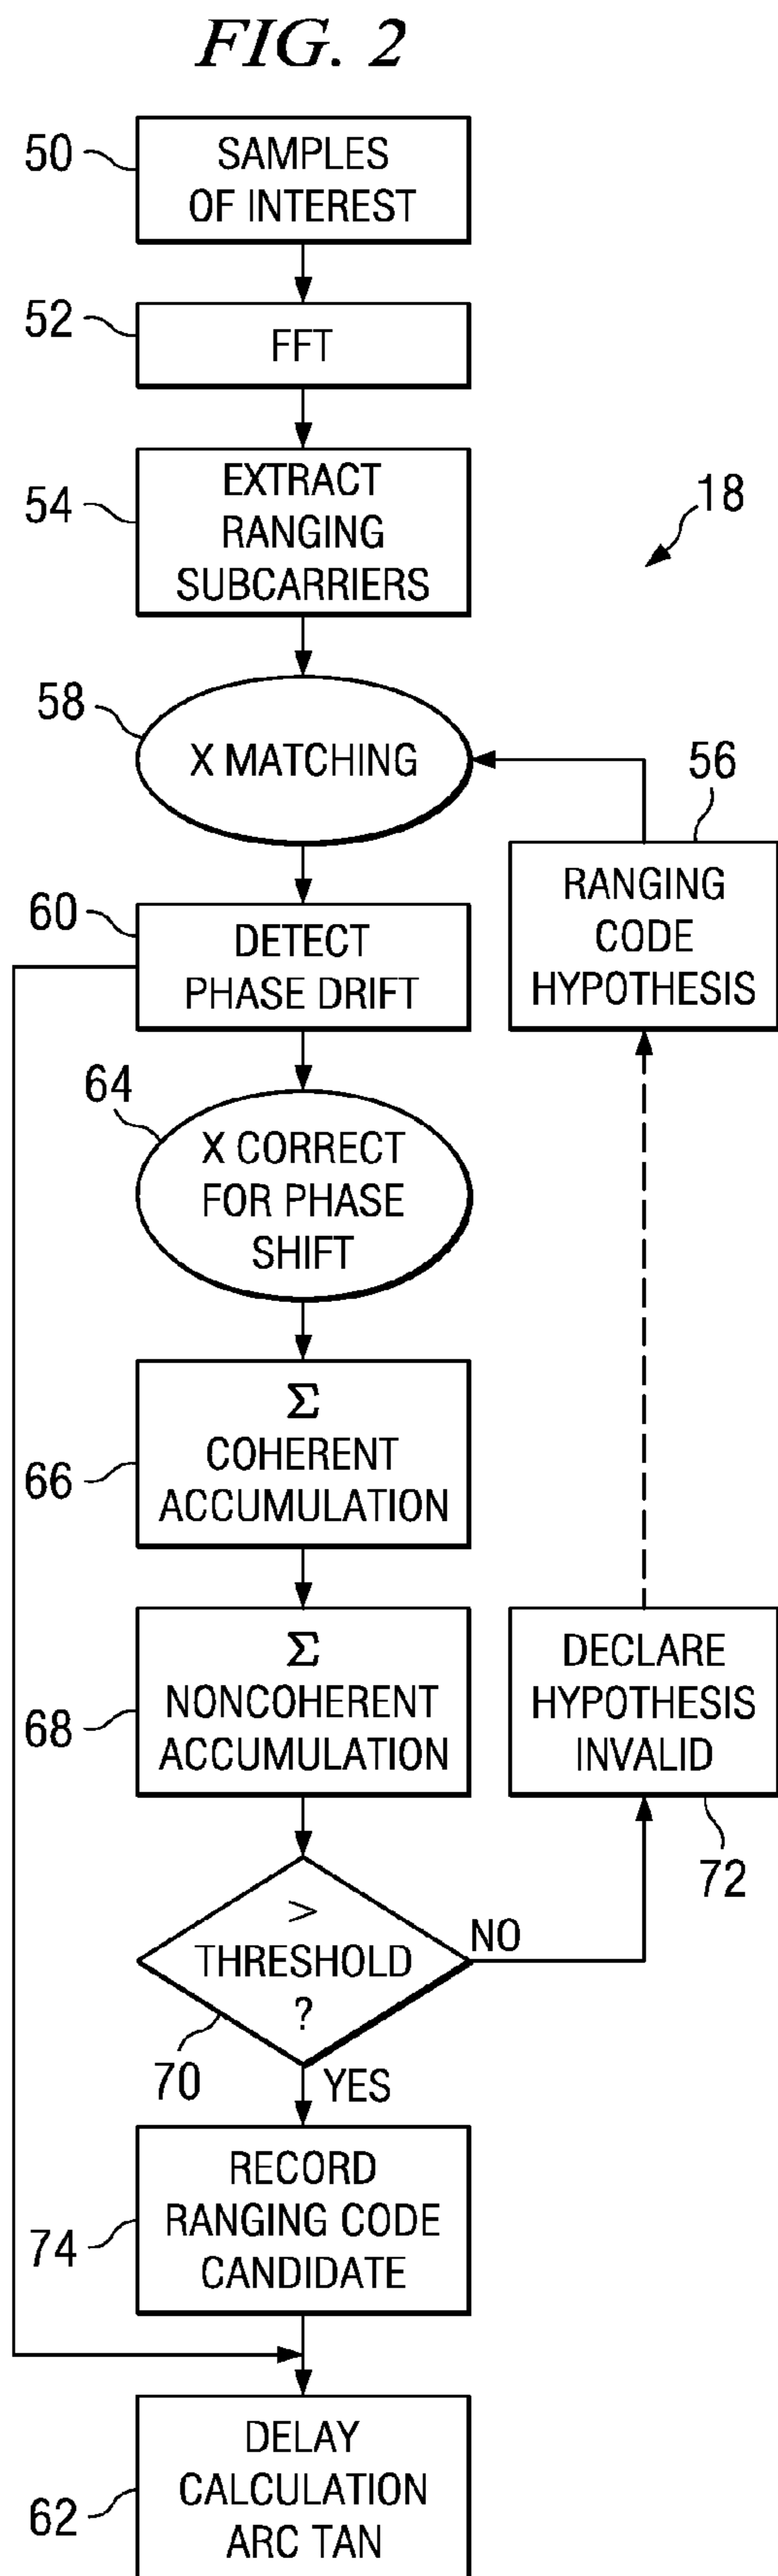 FIG. 2
50
SAMPLES
OF INTEREST
52
FFT
54
EXTRACT
RANGING
SUBCARRIERS
18
58
X MATCHING
56
RANGING
CODE
HYPOTHESIS
60
DETECT
PHASE DRIFT
64
X CORRECT
FOR PHASE
SHIFT
66
Σ
COHERENT
ACCUMULATION
68
Σ
NONCOHERENT
ACCUMULATION
DECLARE
HYPOTHESIS
INVALID
72
>
THRESHOLD
?
NO
70
YES
74
RECORD
RANGING CODE
CANDIDATE
62
DELAY
CALCULATION
ARC TAN